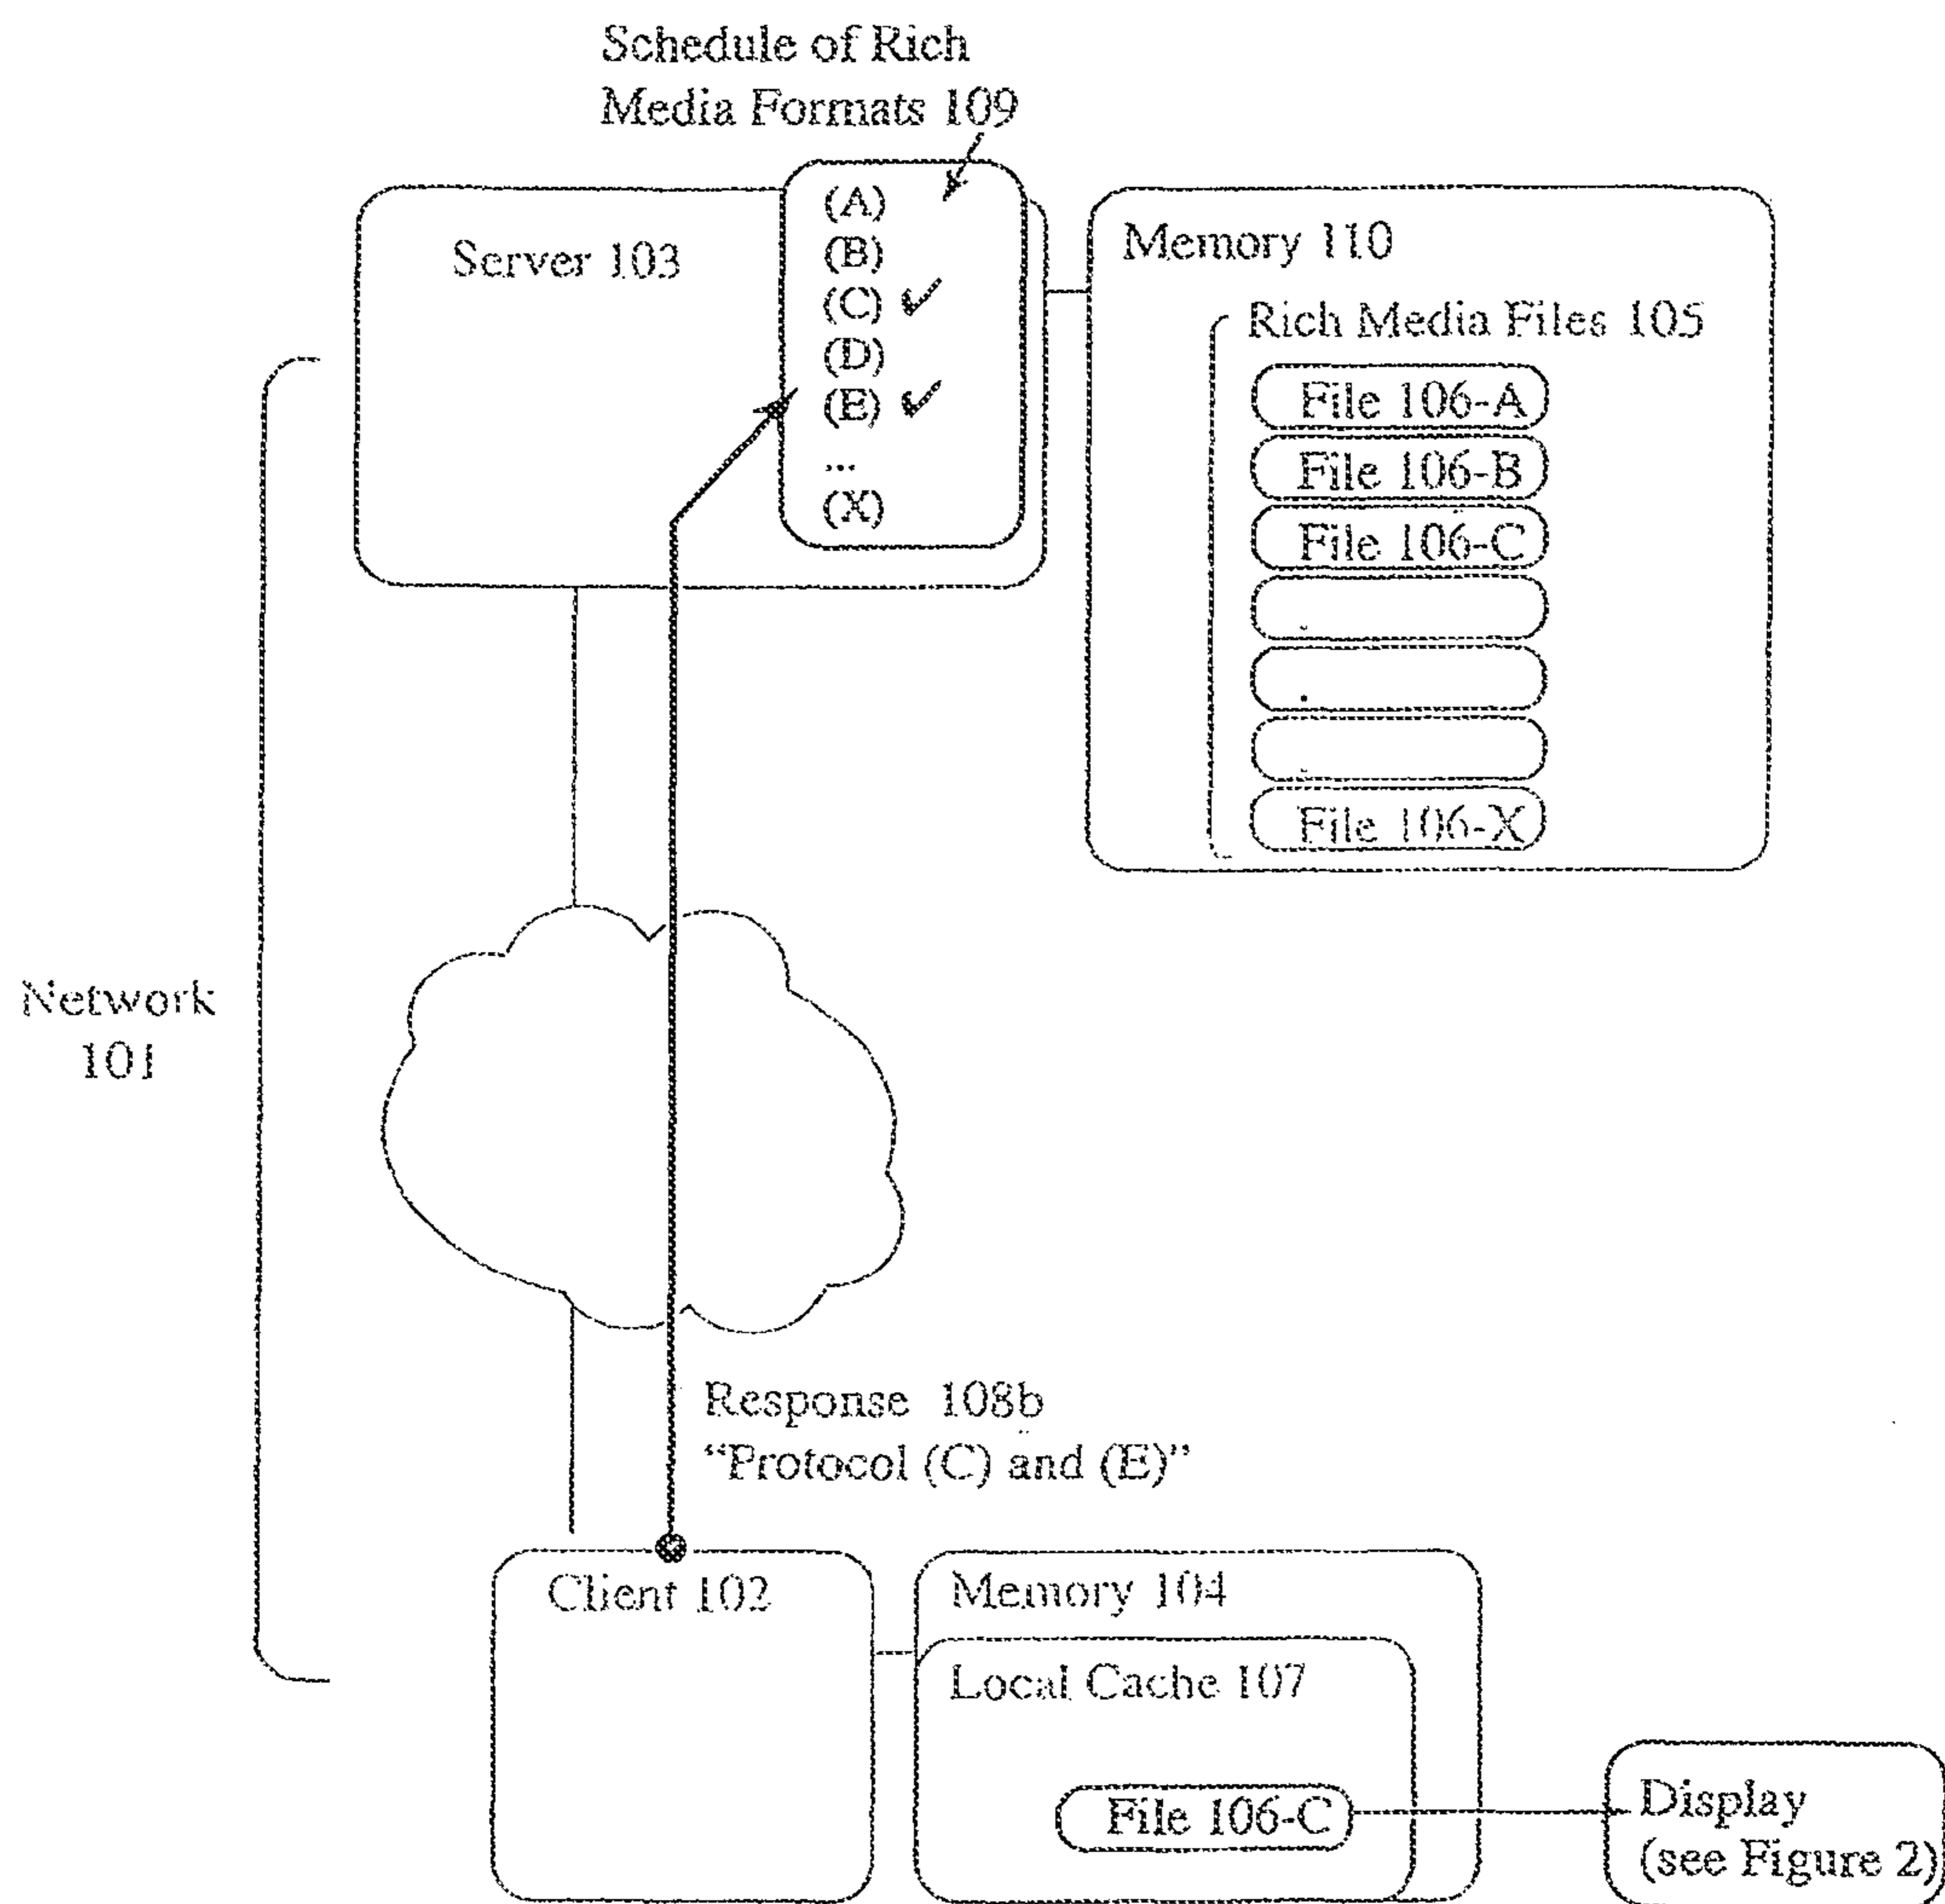 Schedule of Rich
Media Formats 109
Server 103
(A)
(B)
(C) ✓
(D)
(E) ✓
...
(X)
Memory 110
Rich Media Files 105
File 106-A
File 106-B
File 106-C
.
.
.
File 106-X
Network
101
Response 108b
“Protocol (C) and (E)”
Client 102
Memory 104
Local Cache 107
File 106-C
Display
(see Figure 2)